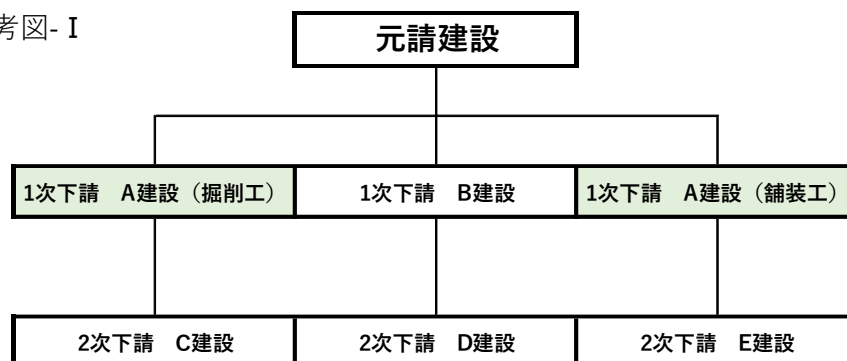 考図- I
元請建設
1次下請　A建設（掘削工）
1次下請　B建設
1次下請　A建設（舗装工）
2次下請　C建設
2次下請　D建設
2次下請　E建設